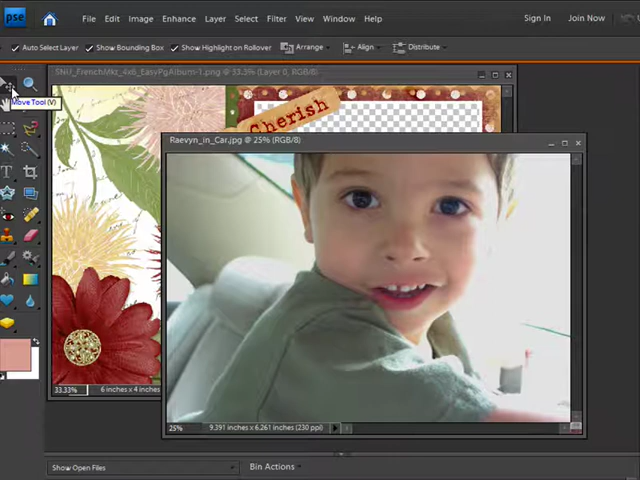 pse File Edit Image Enhance Layer Select Filter View Window Help Sign In Join Now
Auto Select Layer Show Bounding Box Show Highlight on Rollover Arrange Align Distribute
SNU_FrenchMkt_4x6_EasyPgAlbum-1.png @ 33.3% (Layer 0, RGB/8)
Move Tool (V)
Cherish
Raevyn_in_Car.jpg @ 25% (RGB/8)
T
33.33% 6 inches x 4 inches
25% 9.391 inches x 6.261 inches (230 ppi)
Show Open Files Bin Actions